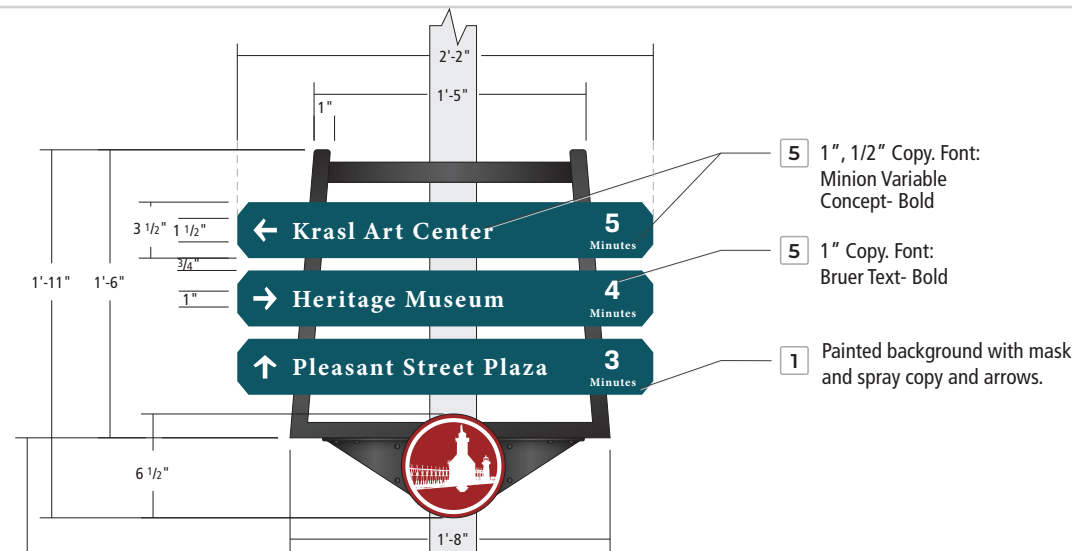 2'-2"
1'-5"
1"
5 1”, 1/2” Copy. Font:
Minion Variable
Concept- Bold
3 1/2"
1 1/2"
← Krasl Art Center 5
Minutes
5 1” Copy. Font:
Bruer Text- Bold
3/4"
1'-11"
1'-6"
1"
→ Heritage Museum 4
Minutes
1 Painted background with mask
and spray copy and arrows.
↑ Pleasant Street Plaza 3
Minutes
6 1/2"
1'-8"